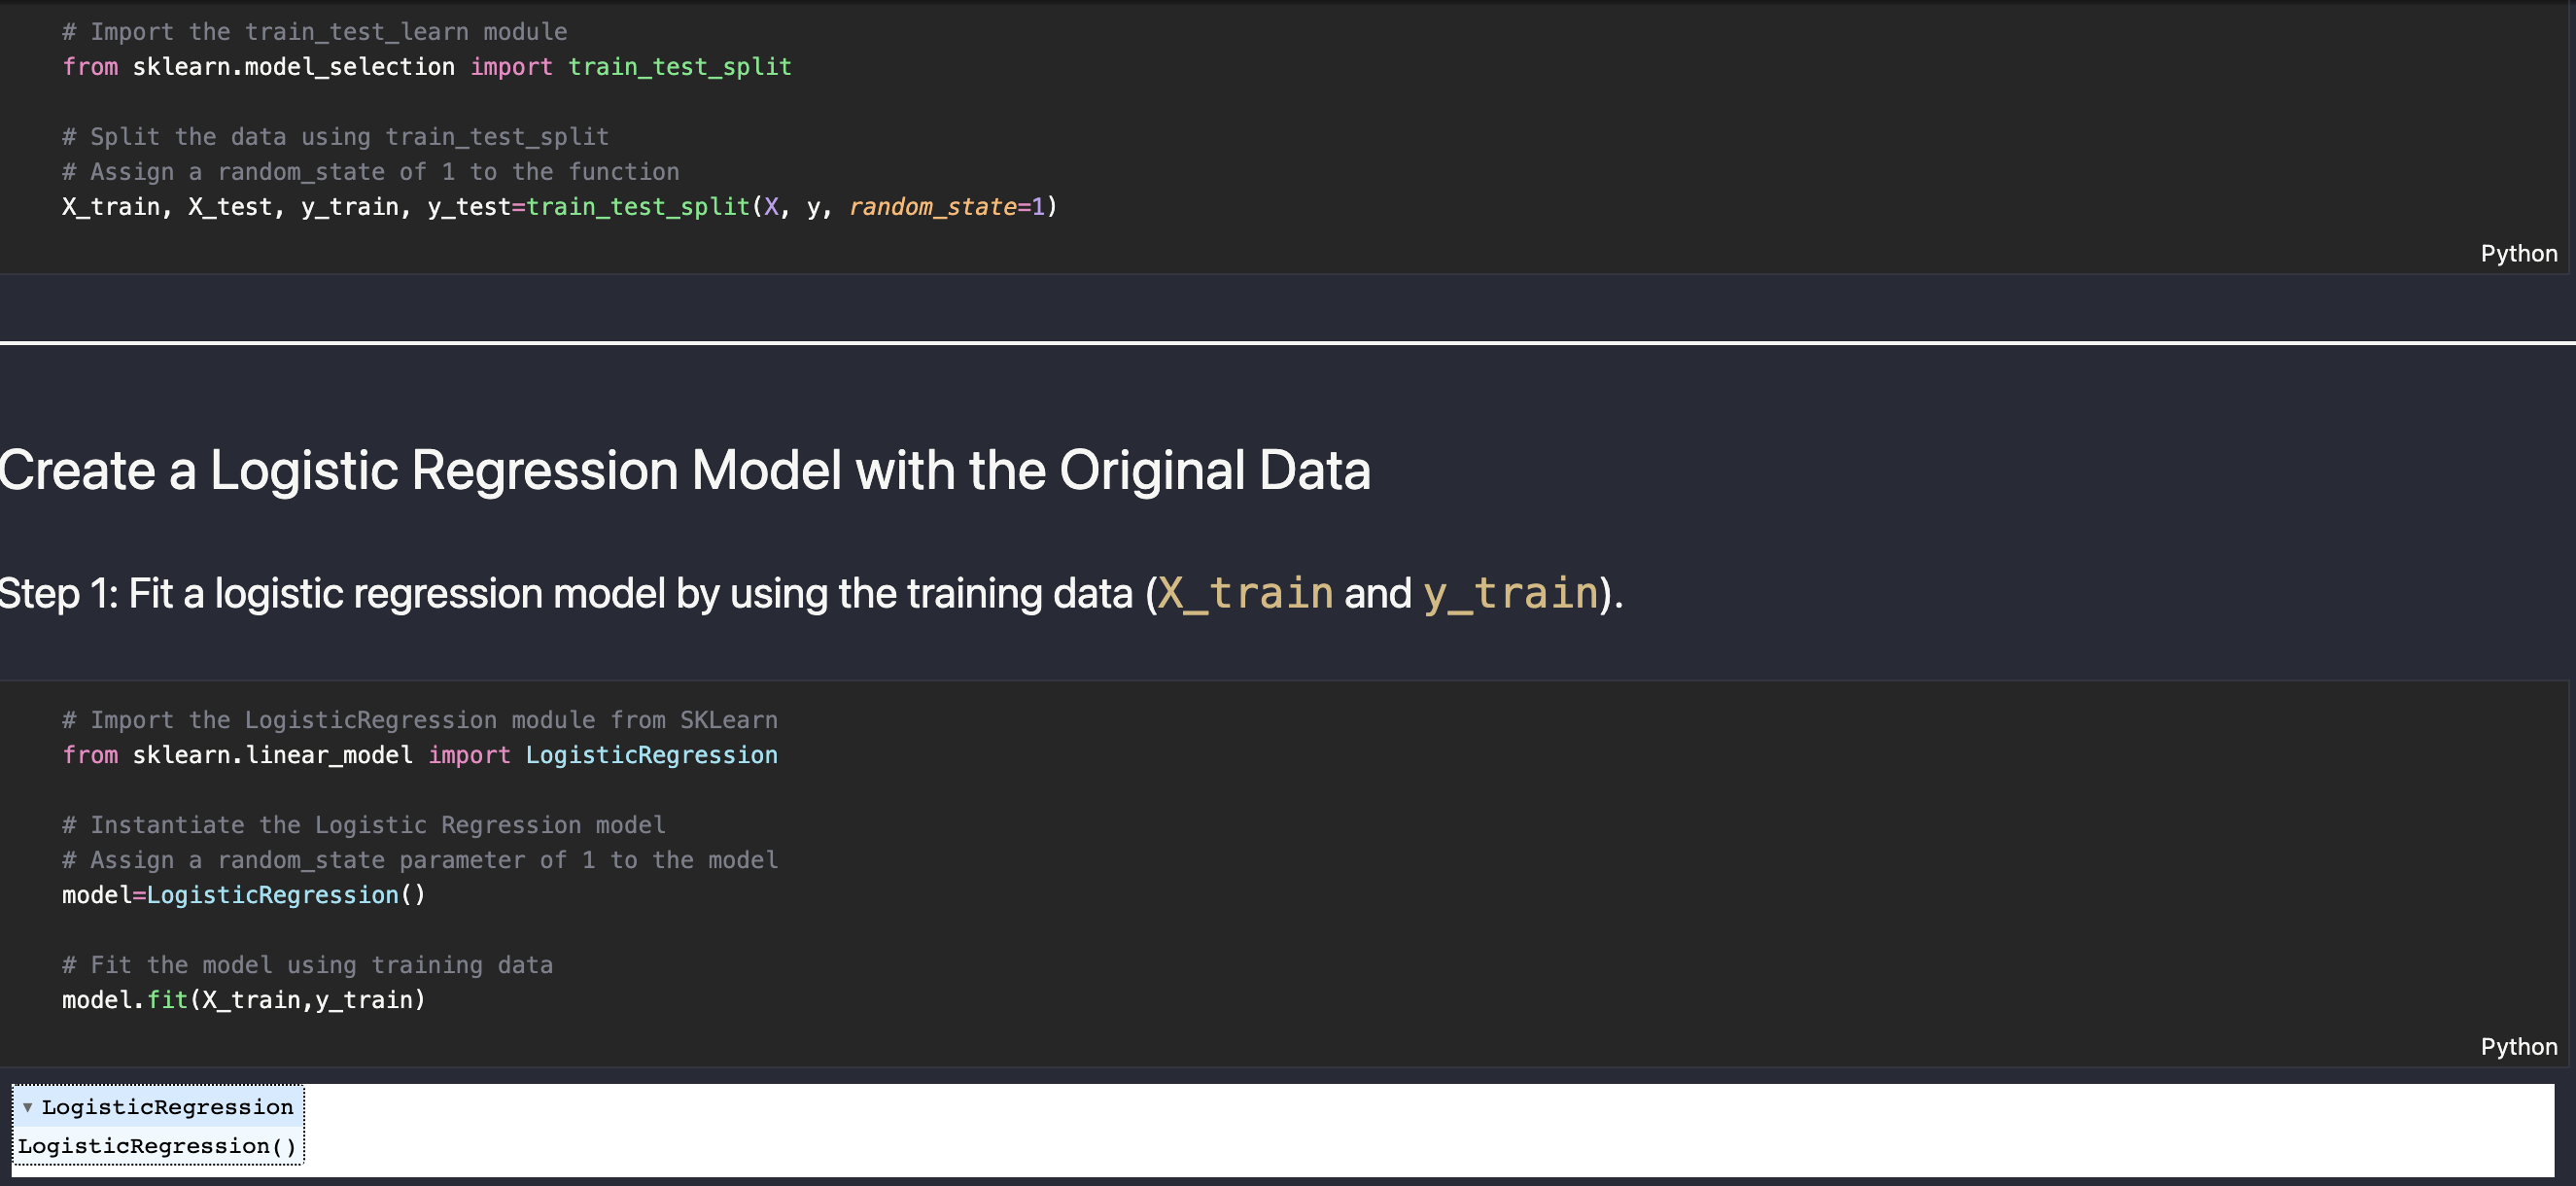 # Import the train_test_learn module
from sklearn.model_selection import train_test_split
# Split the data using train_test_split
# Assign a random_state of 1 to the function
X_train, X_test, y_train, y_test=train_test_split(X, y, random_state=1)
Python
Create a Logistic Regression Model with the Original Data
Step 1: Fit a logistic regression model by using the training data (X_train and y_train).
# Import the LogisticRegression module from SKLearn
from sklearn.linear_model import LogisticRegression
# Instantiate the Logistic Regression model
# Assign a random_state parameter of 1 to the model
model=LogisticRegression()
# Fit the model using training data
model.fit(X_train,y_train)
Python
▼ LogisticRegression
LogisticRegression()